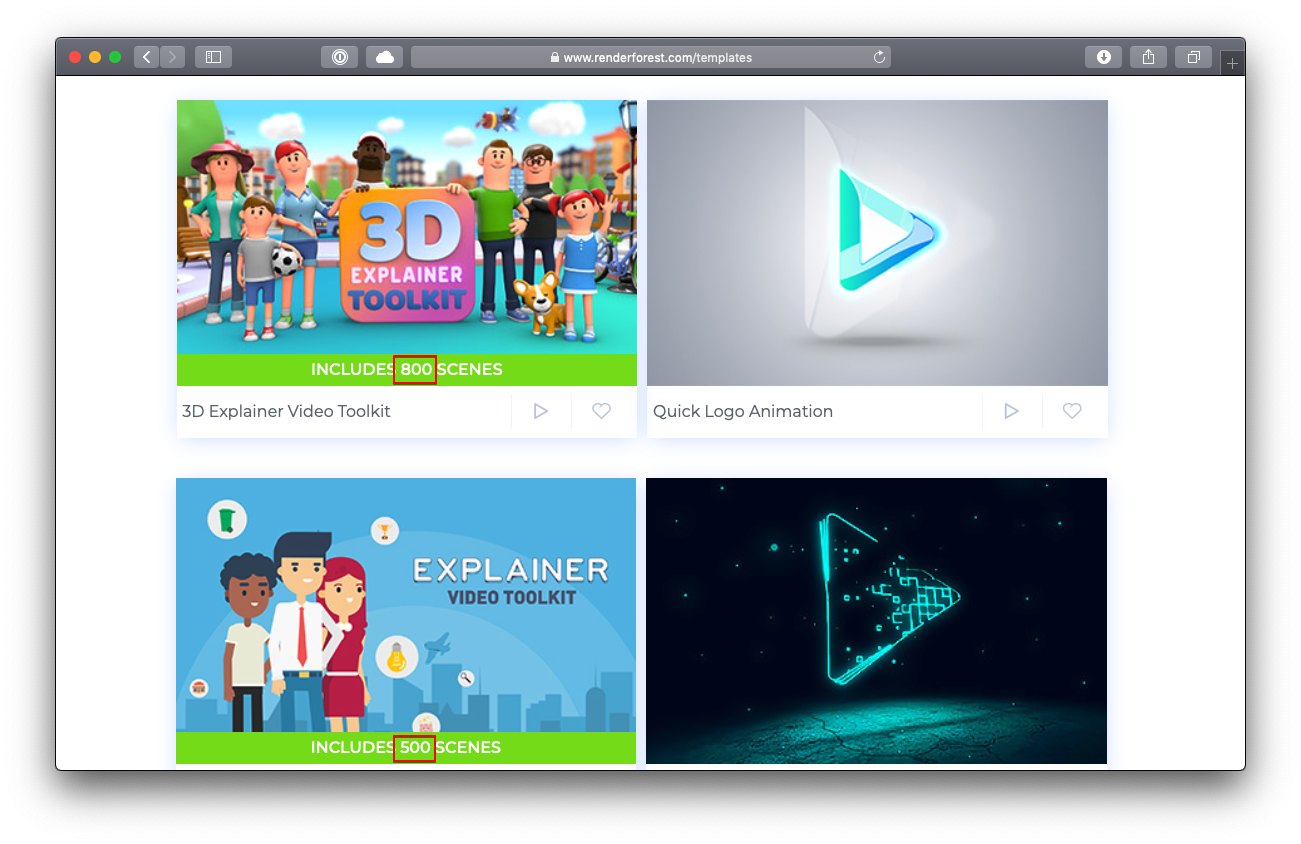 www.renderforest.com/templates
3D
EXPLAINER
TOOLKIT
INCLUDES 800 SCENES
3D Explainer Video Toolkit
Quick Logo Animation
EXPLAINER
VIDEO TOOLKIT
INCLUDES 500 SCENES